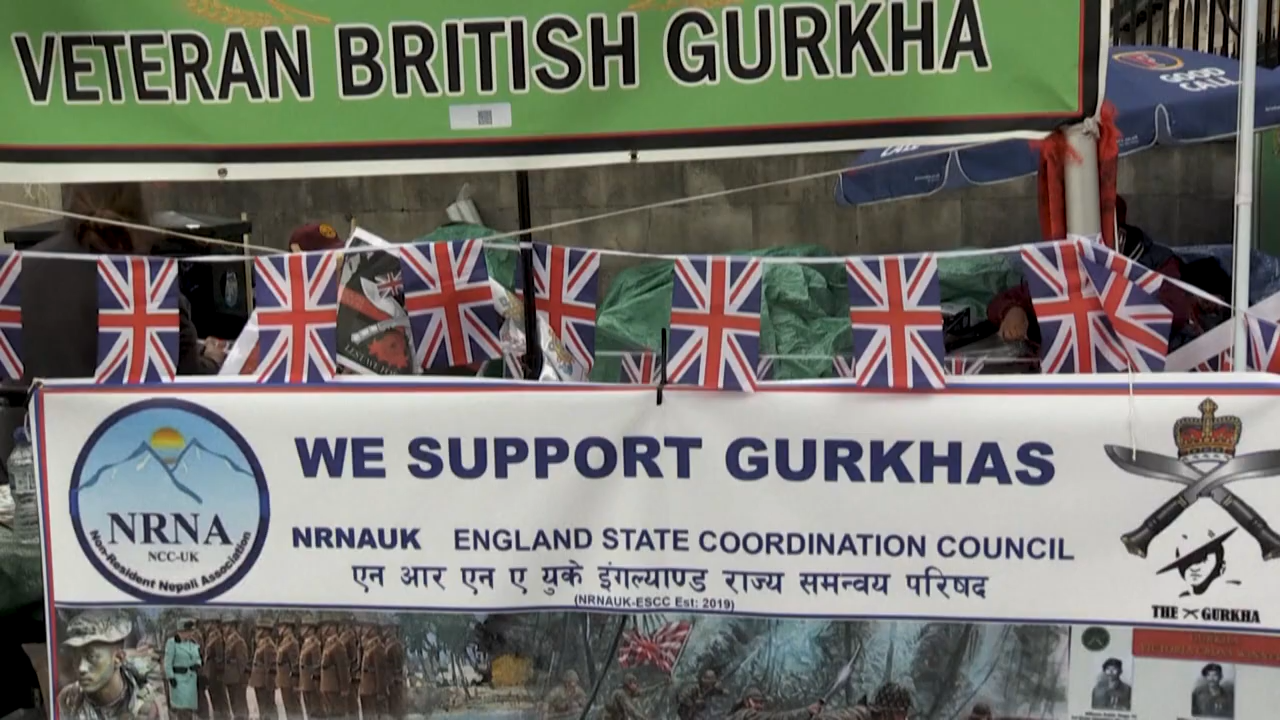 VETERAN BRITISH GURKHA
GOOD
CALL
WE SUPPORT GURKHAS
NRNA
NCC-UK
Non-Resident Nepali Association
NRNAUK ENGLAND STATE COORDINATION COUNCIL
एन आर एन ए युके इंगल्याण्ड राज्य समन्वय परिषद
(NRNAUK-ESCC Est: 2019)
THE GURKHA